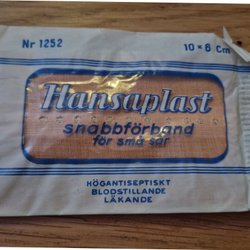 Nr 1252
10 × 6 Cm
Hansaplast
snabbförband
för små sår
HÖGANTISEPTISKT
BLODSTILLANDE
LÄKANDE